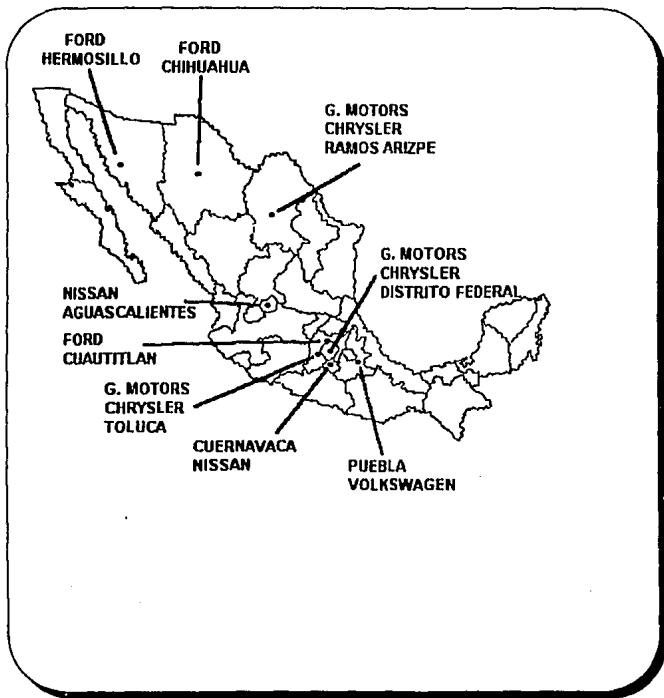 FORD
HERMOSILLO
FORD
CHIHUAHUA
G. MOTORS
CHRYSLER
RAMOS ARIZPE
G. MOTORS
CHRYSLER
DISTRITO FEDERAL
NISSAN
AGUASCALIENTES
FORD
CUAUTITLAN
G. MOTORS
CHRYSLER
TOLUCA
CUERNAVACA
NISSAN
PUEBLA
VOLKSWAGEN